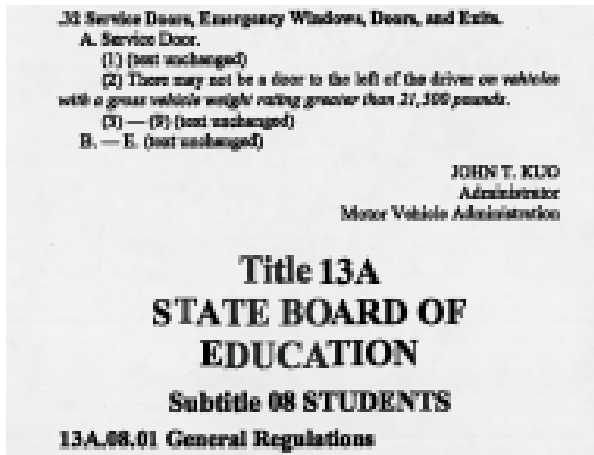 .32 Service Doors, Emergency Windows, Doors, and Exits.
A. Service Door.
(1) (text unchanged)
(2) There may not be a door to the left of the driver on vehicles
with a gross vehicle weight rating greater than 21,500 pounds.
(3) — (9) (text unchanged)
B. — E. (text unchanged)
JOHN T. KUO
Administrator
Motor Vehicle Administration
Title 13A
STATE BOARD OF
EDUCATION
Subtitle 08 STUDENTS
13A.08.01 General Regulations